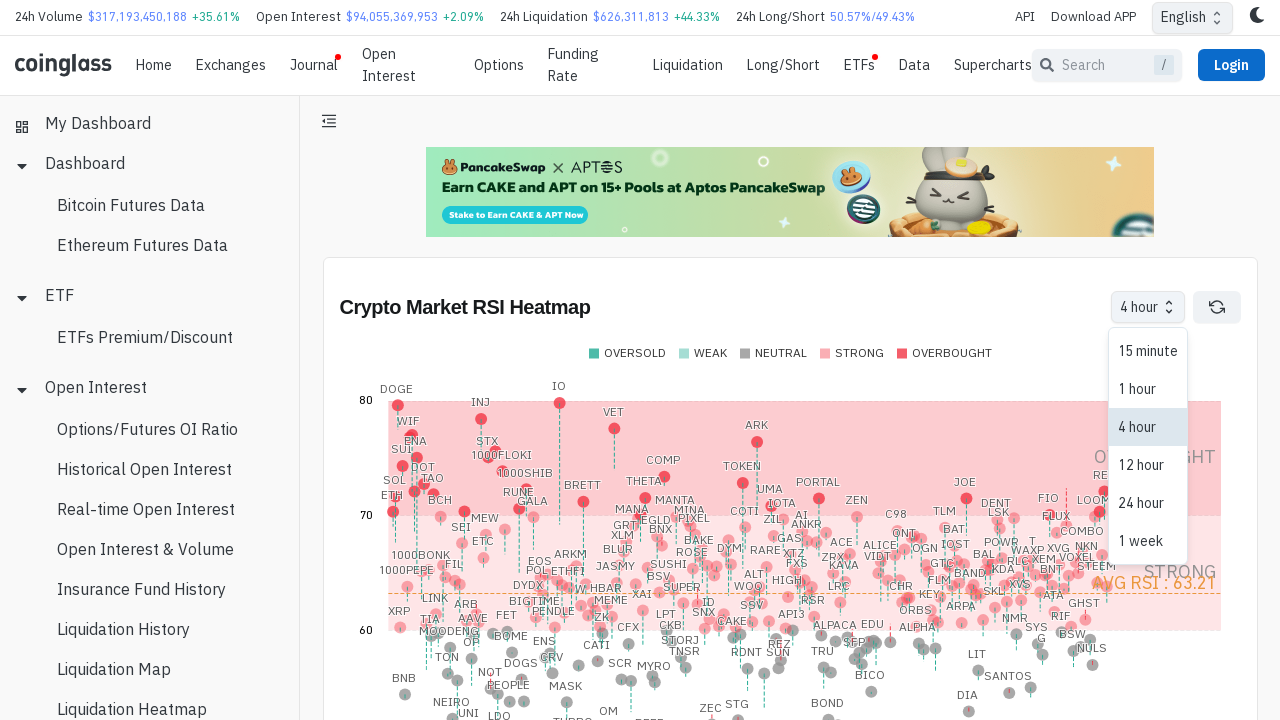 24h Volume $317,193,450,188 +35.61% Open Interest $94,055,369,953 +2.09% 24h Liquidation $626,311,813 +44.33% 24h Long/Short 50.57%/49.43% API Download APP English
coinglass Home Exchanges Journal Open Interest Options Funding Rate Liquidation Long/Short ETFs Data Supercharts Search / Login
My Dashboard
Dashboard
Bitcoin Futures Data
Ethereum Futures Data
ETF
ETFs Premium/Discount
Open Interest
Options/Futures OI Ratio
Historical Open Interest
Real-time Open Interest
Open Interest & Volume
Insurance Fund History
Liquidation History
Liquidation Map
Liquidation Heatmap
PancakeSwap X APTOS
Earn CAKE and APT on 15+ Pools at Aptos PancakeSwap
Stake to Earn CAKE & APT Now
Crypto Market RSI Heatmap
4 hour
15 minute
1 hour
4 hour
12 hour
24 hour
1 week
OVERSOLD WEAK NEUTRAL STRONG OVERBOUGHT
80
70
60
DOGE IO
WIF INJ VET ARK
SUI ENA STX 1000FLOKI
SOL DOT TAO 1000SHIB COMP TOKEN
ETH BCH RUNE GALA BRETT THETA UMA PORTAL JOE
SEI MEW MANA MANTA MINA COTI IOTA ZEN DENT FIO
ETC GRT EGLD PIXEL ZIL AI C98 TLM LSK FLUX
XLM BNX ANKR BAT COMBO
1000BONK ARKM BLUR BAKE GAS ACE QNT IOST
1000PEPE FIL EOS JASMY ROSE DYM RARE XTZ ZRX ALICE OGN BAL POWR T WAXP XVG NKN
POL ETHFI SUSHI FXS KAVA VIDT GTC XEM VOXEL
DYDX W HBAR BSV ALT HIGH BAND RLC BNT STEEM
LINK BIGTIME MEME XAI SUPER WOO LRC CHR FLM XVS
XRP ARB PENDLE ID SSV RSR KEY SKL ATA GHST
TIA AAVE FET ZK LPT SNX CAKE API3 ORBS ARPA
MOODENG BOME CFX CKB ALPACA EDU ALPHA NMR RIF
OP ENS CATI STORJ REZ SYS BSW
TON DOGS CRV TNSR RDNT SUN TRU G NULS
BNB NOT SCR MYRO BICO LIT SANTOS
PEOPLE MASK DIA
NEIRO STG BOND
UNI LDO OM ZEC
STRONG
AVG RSI : 63.21